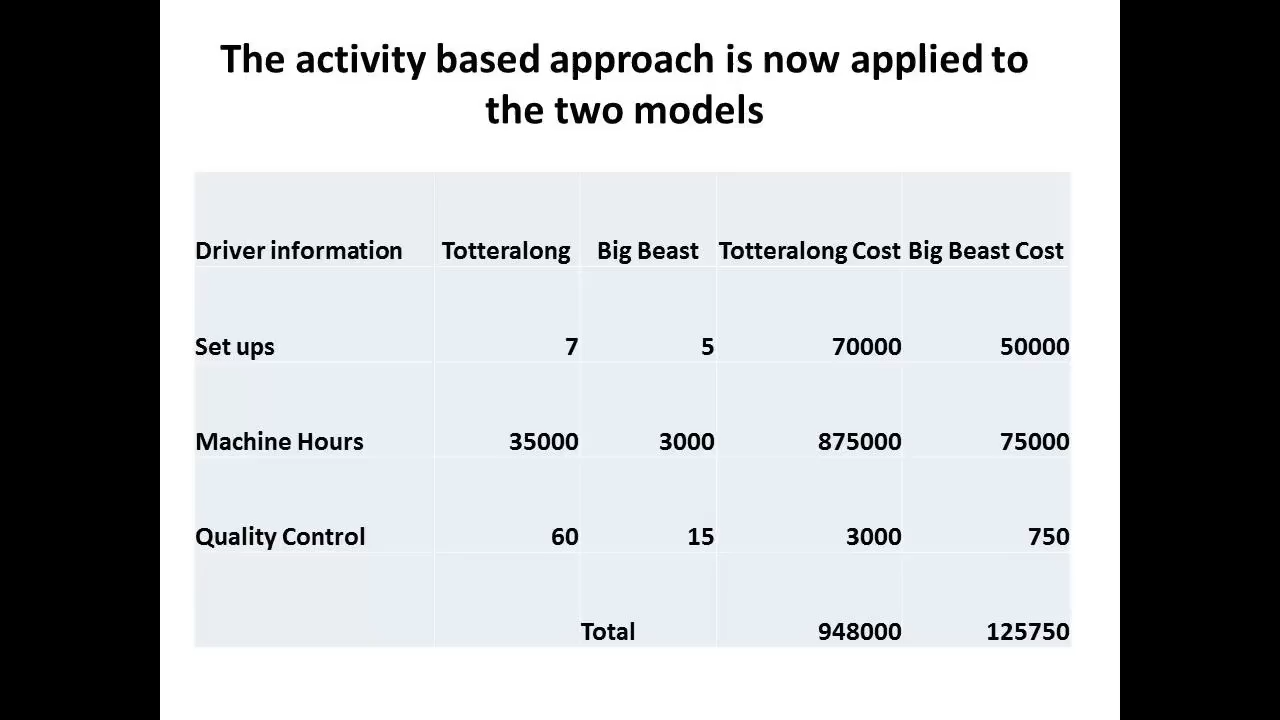 The activity based approach is now applied to
the two models
Driver information Totteralong Big Beast Totteralong Cost Big Beast Cost
Set ups 7 5 70000 50000
Machine Hours 35000 3000 875000 75000
Quality Control 60 15 3000 750
Total 948000 125750